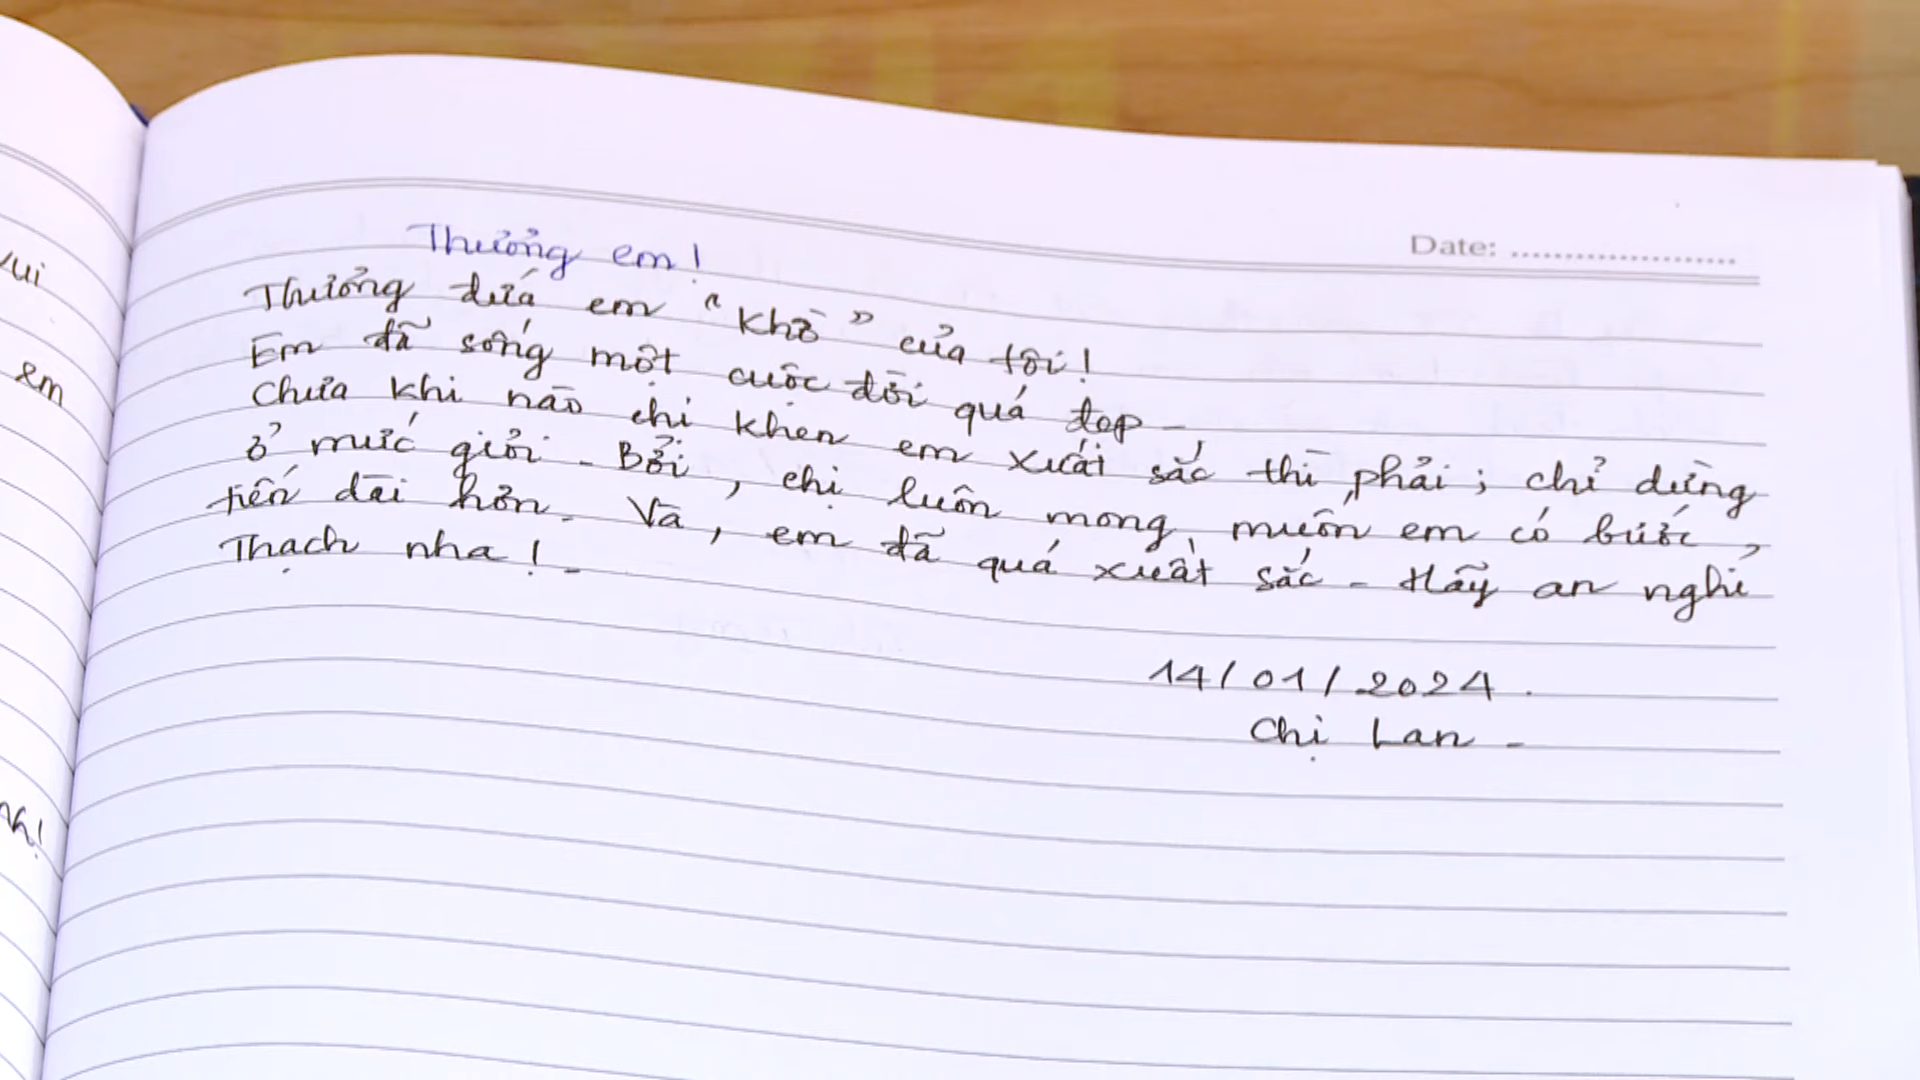 Date:
Thương em!
Thương đứa em "khờ" của tôi!
Em đã sống một cuộc đời quá đẹp -
Chưa khi nào chị khen em xuất sắc thì phải; chỉ dừng
ở mức giỏi - Bởi, chị luôn mong muốn em có bước
tiến dài hơn - Và, em đã quá xuất sắc - Hãy an nghỉ
Thạch nha! -
14/01/2024.
Chị Lan -
ui
em
nh!